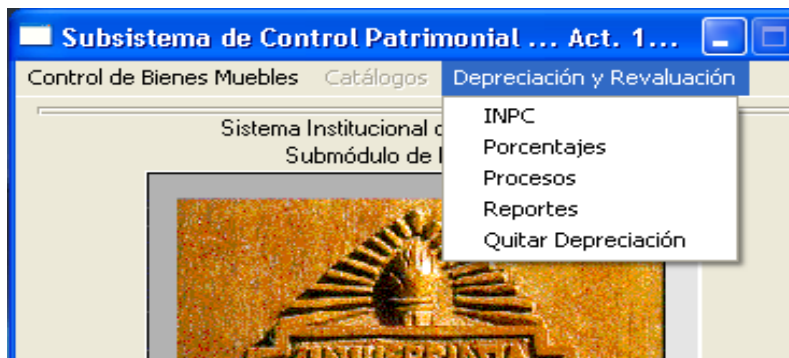 Subsistema de Control Patrimonial ... Act. 1...
Control de Bienes Muebles Catálogos Depreciación y Revaluación
INPC
Porcentajes
Procesos
Reportes
Quitar Depreciación
Sistema Institucional
Submódulo de